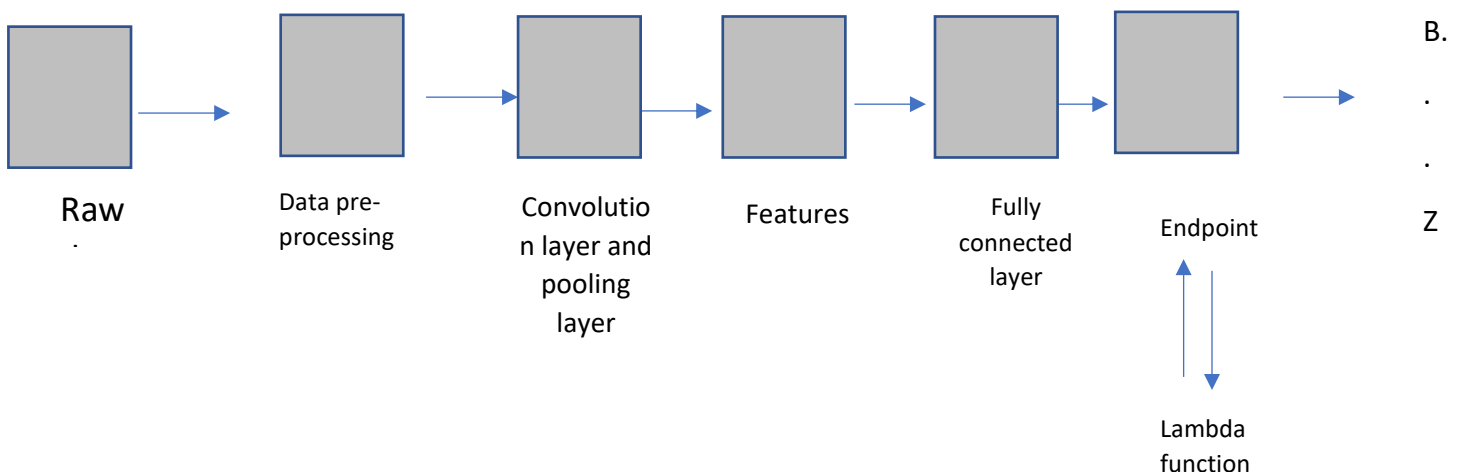 Raw
Data pre-
processing
Convolutio
n layer and
pooling
layer
Features
Fully
connected
layer
Endpoint
Lambda
function
B.
.
.
Z